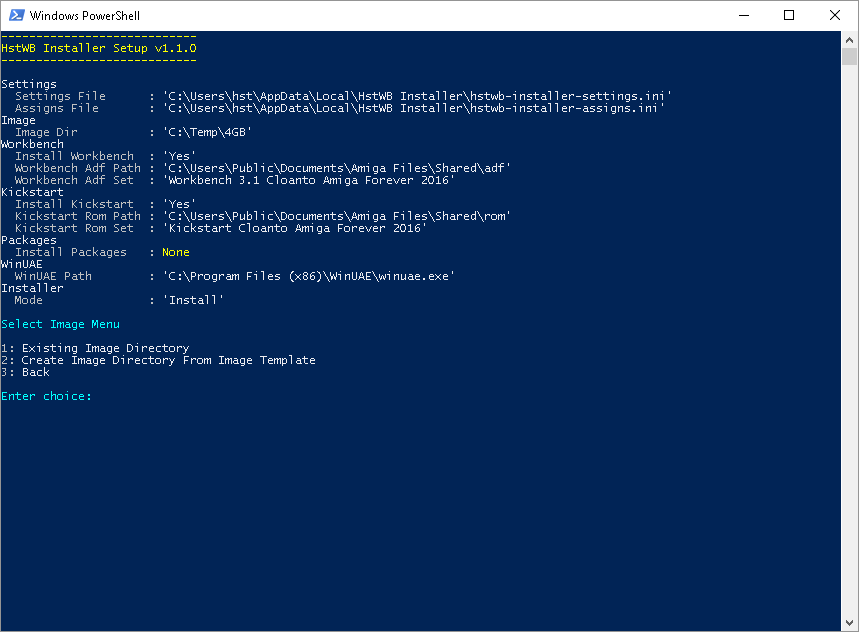 Windows PowerShell
----------------------------
HstWB Installer Setup v1.1.0
----------------------------
Settings
  Settings File      : 'C:\Users\hst\AppData\Local\HstWB Installer\hstwb-installer-settings.ini'
  Assigns File       : 'C:\Users\hst\AppData\Local\HstWB Installer\hstwb-installer-assigns.ini'
Image
  Image Dir          : 'C:\Temp\4GB'
Workbench
  Install Workbench  : 'Yes'
  Workbench Adf Path : 'C:\Users\Public\Documents\Amiga Files\Shared\adf'
  Workbench Adf Set  : 'Workbench 3.1 Cloanto Amiga Forever 2016'
Kickstart
  Install Kickstart  : 'Yes'
  Kickstart Rom Path : 'C:\Users\Public\Documents\Amiga Files\Shared\rom'
  Kickstart Rom Set  : 'Kickstart Cloanto Amiga Forever 2016'
Packages
  Install Packages   : None
WinUAE
  WinUAE Path        : 'C:\Program Files (x86)\WinUAE\winuae.exe'
Installer
  Mode               : 'Install'
Select Image Menu
1: Existing Image Directory
2: Create Image Directory From Image Template
3: Back
Enter choice: